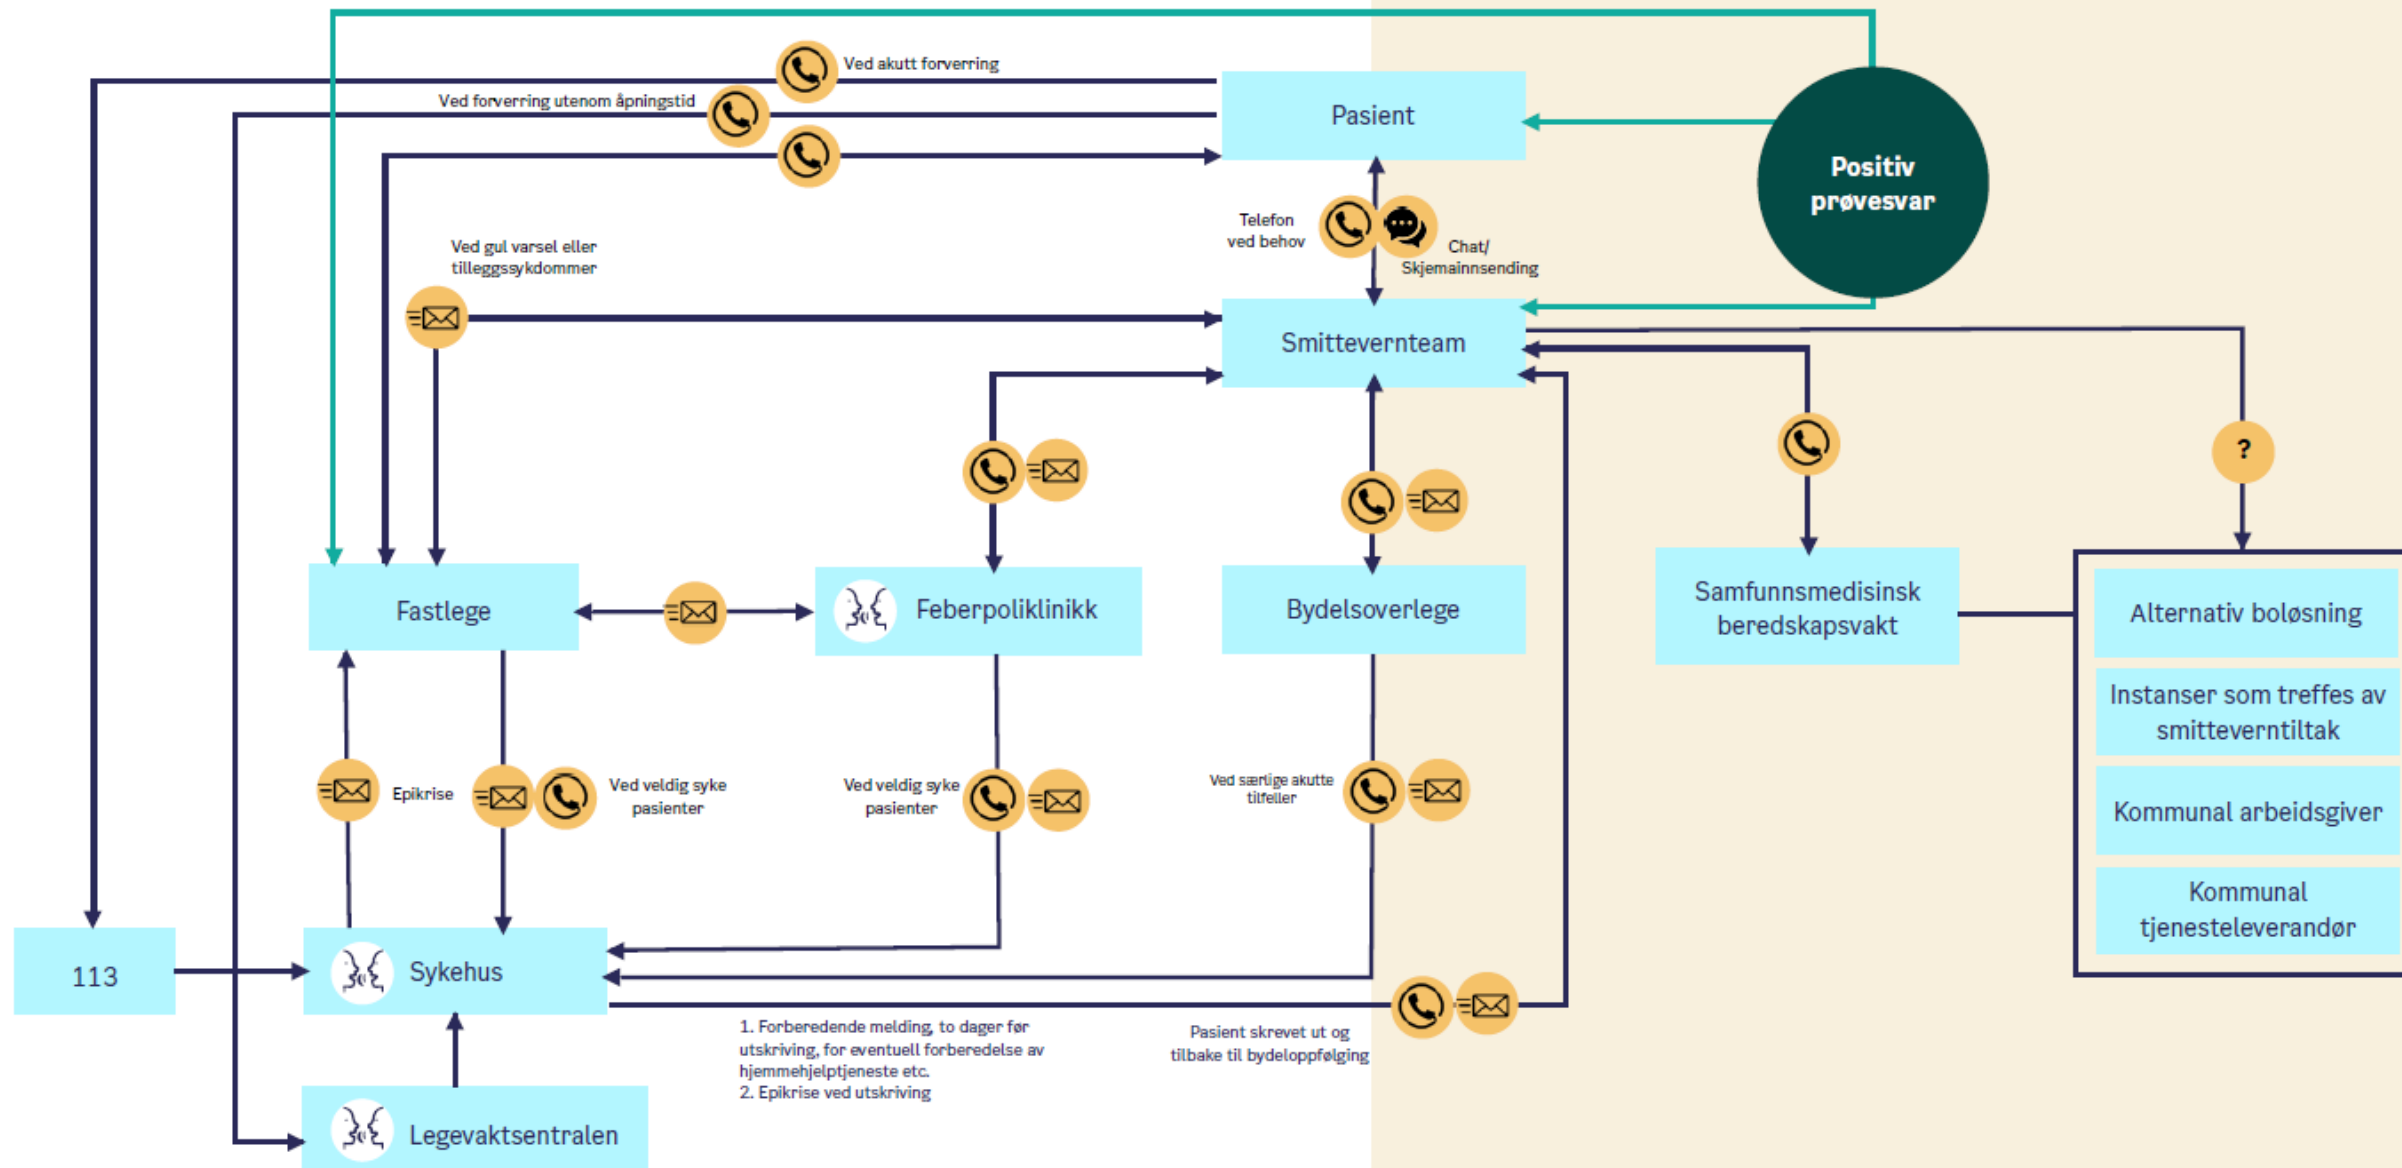 Ved akutt forverring
Ved forverring utenom åpningstid
Pasient
Positiv
prøvesvar
Telefon
ved behov
Chat/
Skjemainnsending
Ved gul varsel eller
tilleggssykdommer
Smittevernteam
?
Fastlege
Feberpoliklinikk
Bydelsoverlege
Samfunnsmedisinsk
beredskapsvakt
Alternativ boløsning
Instanser som treffes av
smitteverntiltak
Kommunal arbeidsgiver
Kommunal
tjenesteleverandør
Epikrise
Ved veldig syke
pasienter
Ved veldig syke
pasienter
Ved særlige akutte
tilfeller
113
Sykehus
1. Forberedende melding, to dager før
utskriving, for eventuell forberedelse av
hjemmehjelptjeneste etc.
2. Epikrise ved utskriving
Pasient skrevet ut og
tilbake til bydeloppfølging
Legevaktsentralen